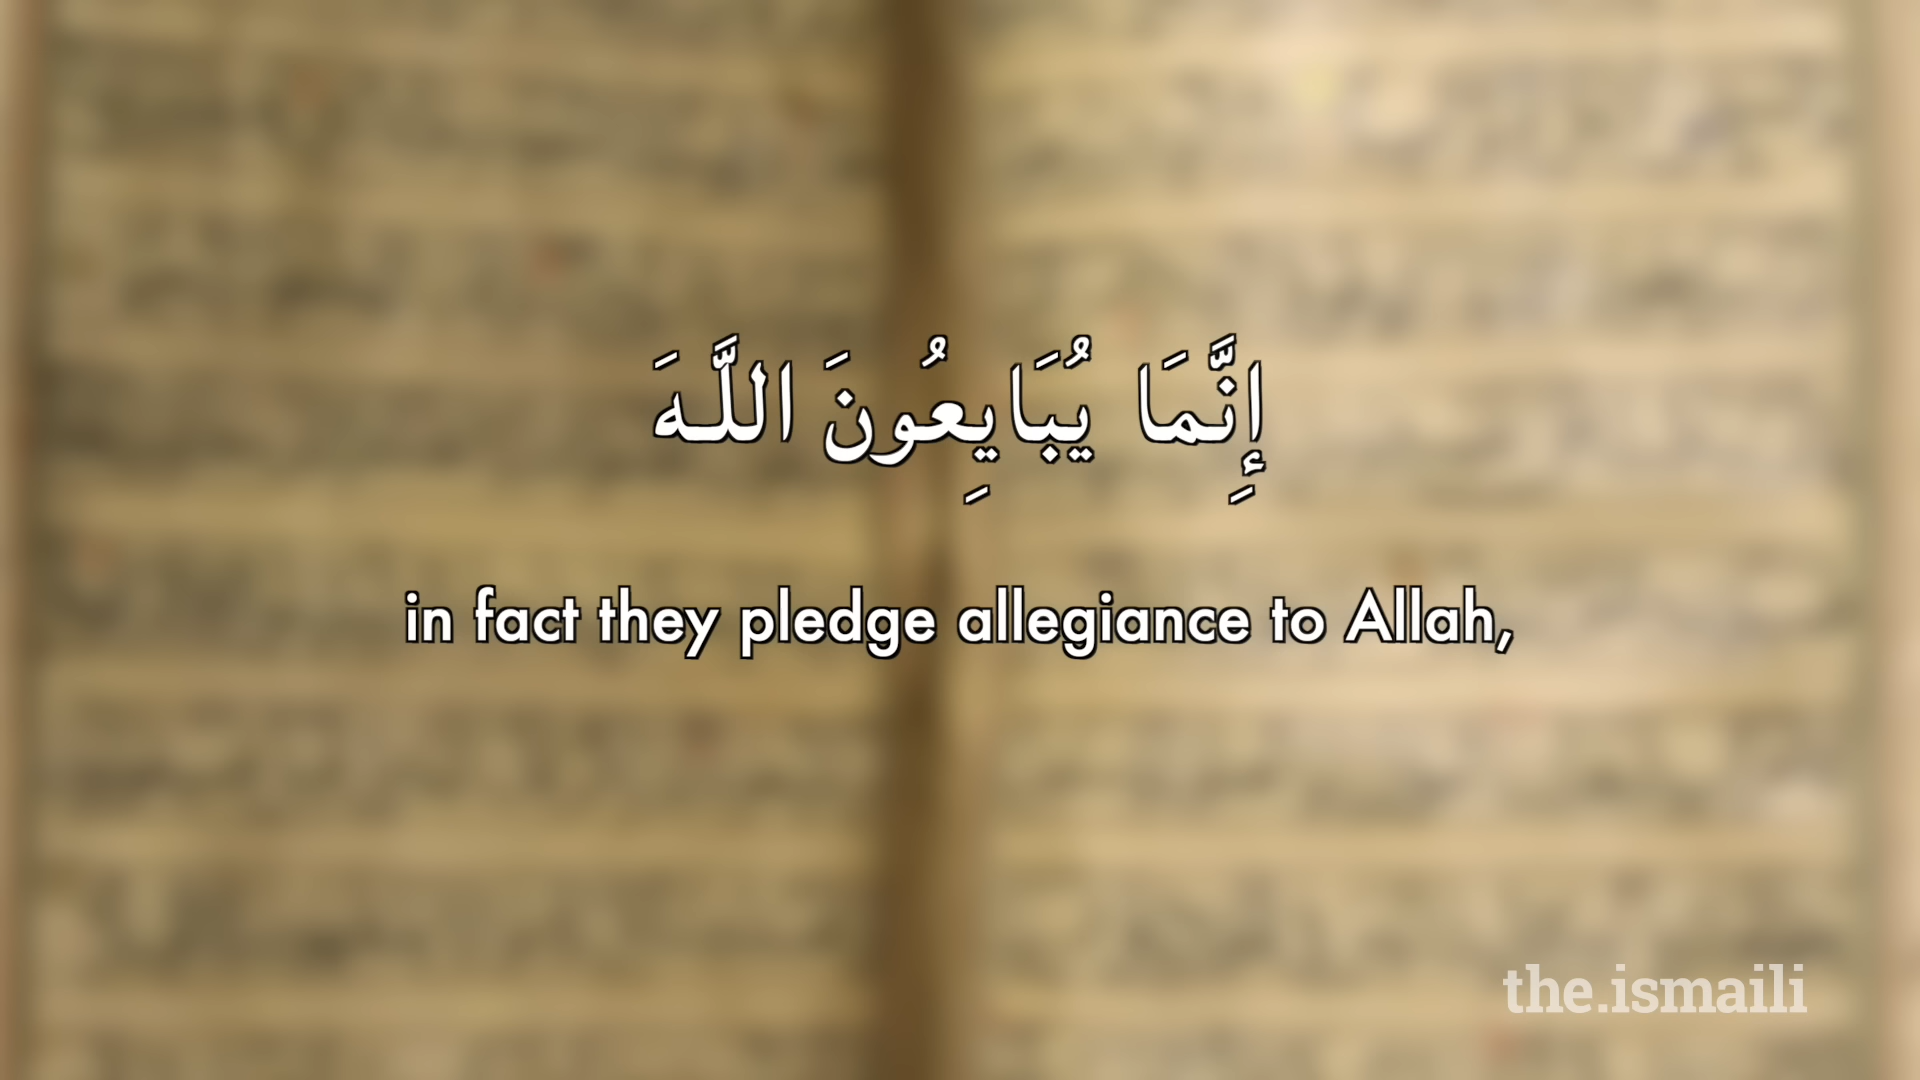 إِنَّمَا يُبَايِعُونَ اللَّهَ
in fact they pledge allegiance to Allah,
the.ismaili